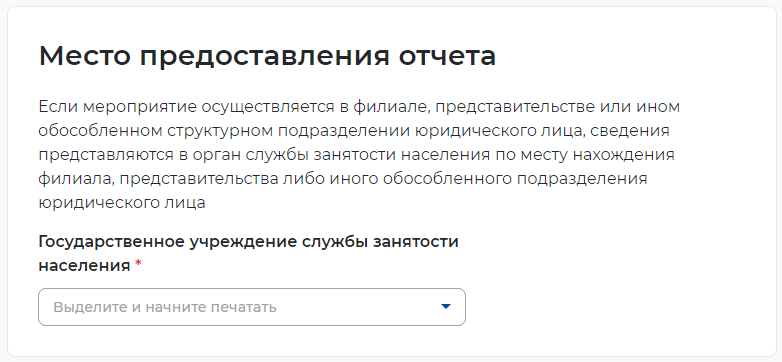 Место предоставления отчета
Если мероприятие осуществляется в филиале, представительстве или ином
обособленном структурном подразделении юридического лица, сведения
представляются в орган службы занятости населения по месту нахождения
филиала, представительства либо иного обособленного подразделения
юридического лица
Государственное учреждение службы занятости
населения *
Выделите и начните печатать